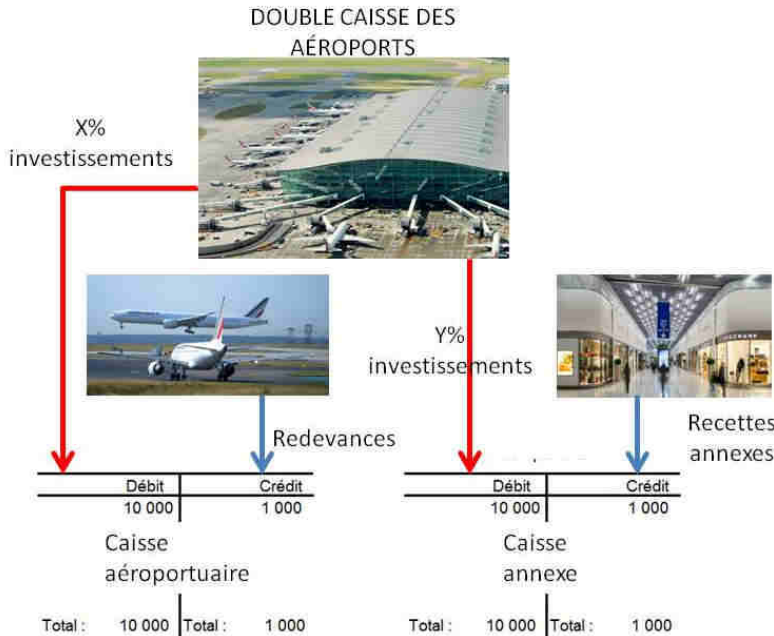 DOUBLE CAISSE DES
AÉROPORTS
X%
investissements
Y%
investissements
Redevances
Recettes
annexes
Débit Crédit
10 000 1 000
Caisse
aéroportuaire
Total : 10 000 Total : 1 000
Débit Crédit
10 000 1 000
Caisse
annexe
Total : 10 000 Total : 1 000